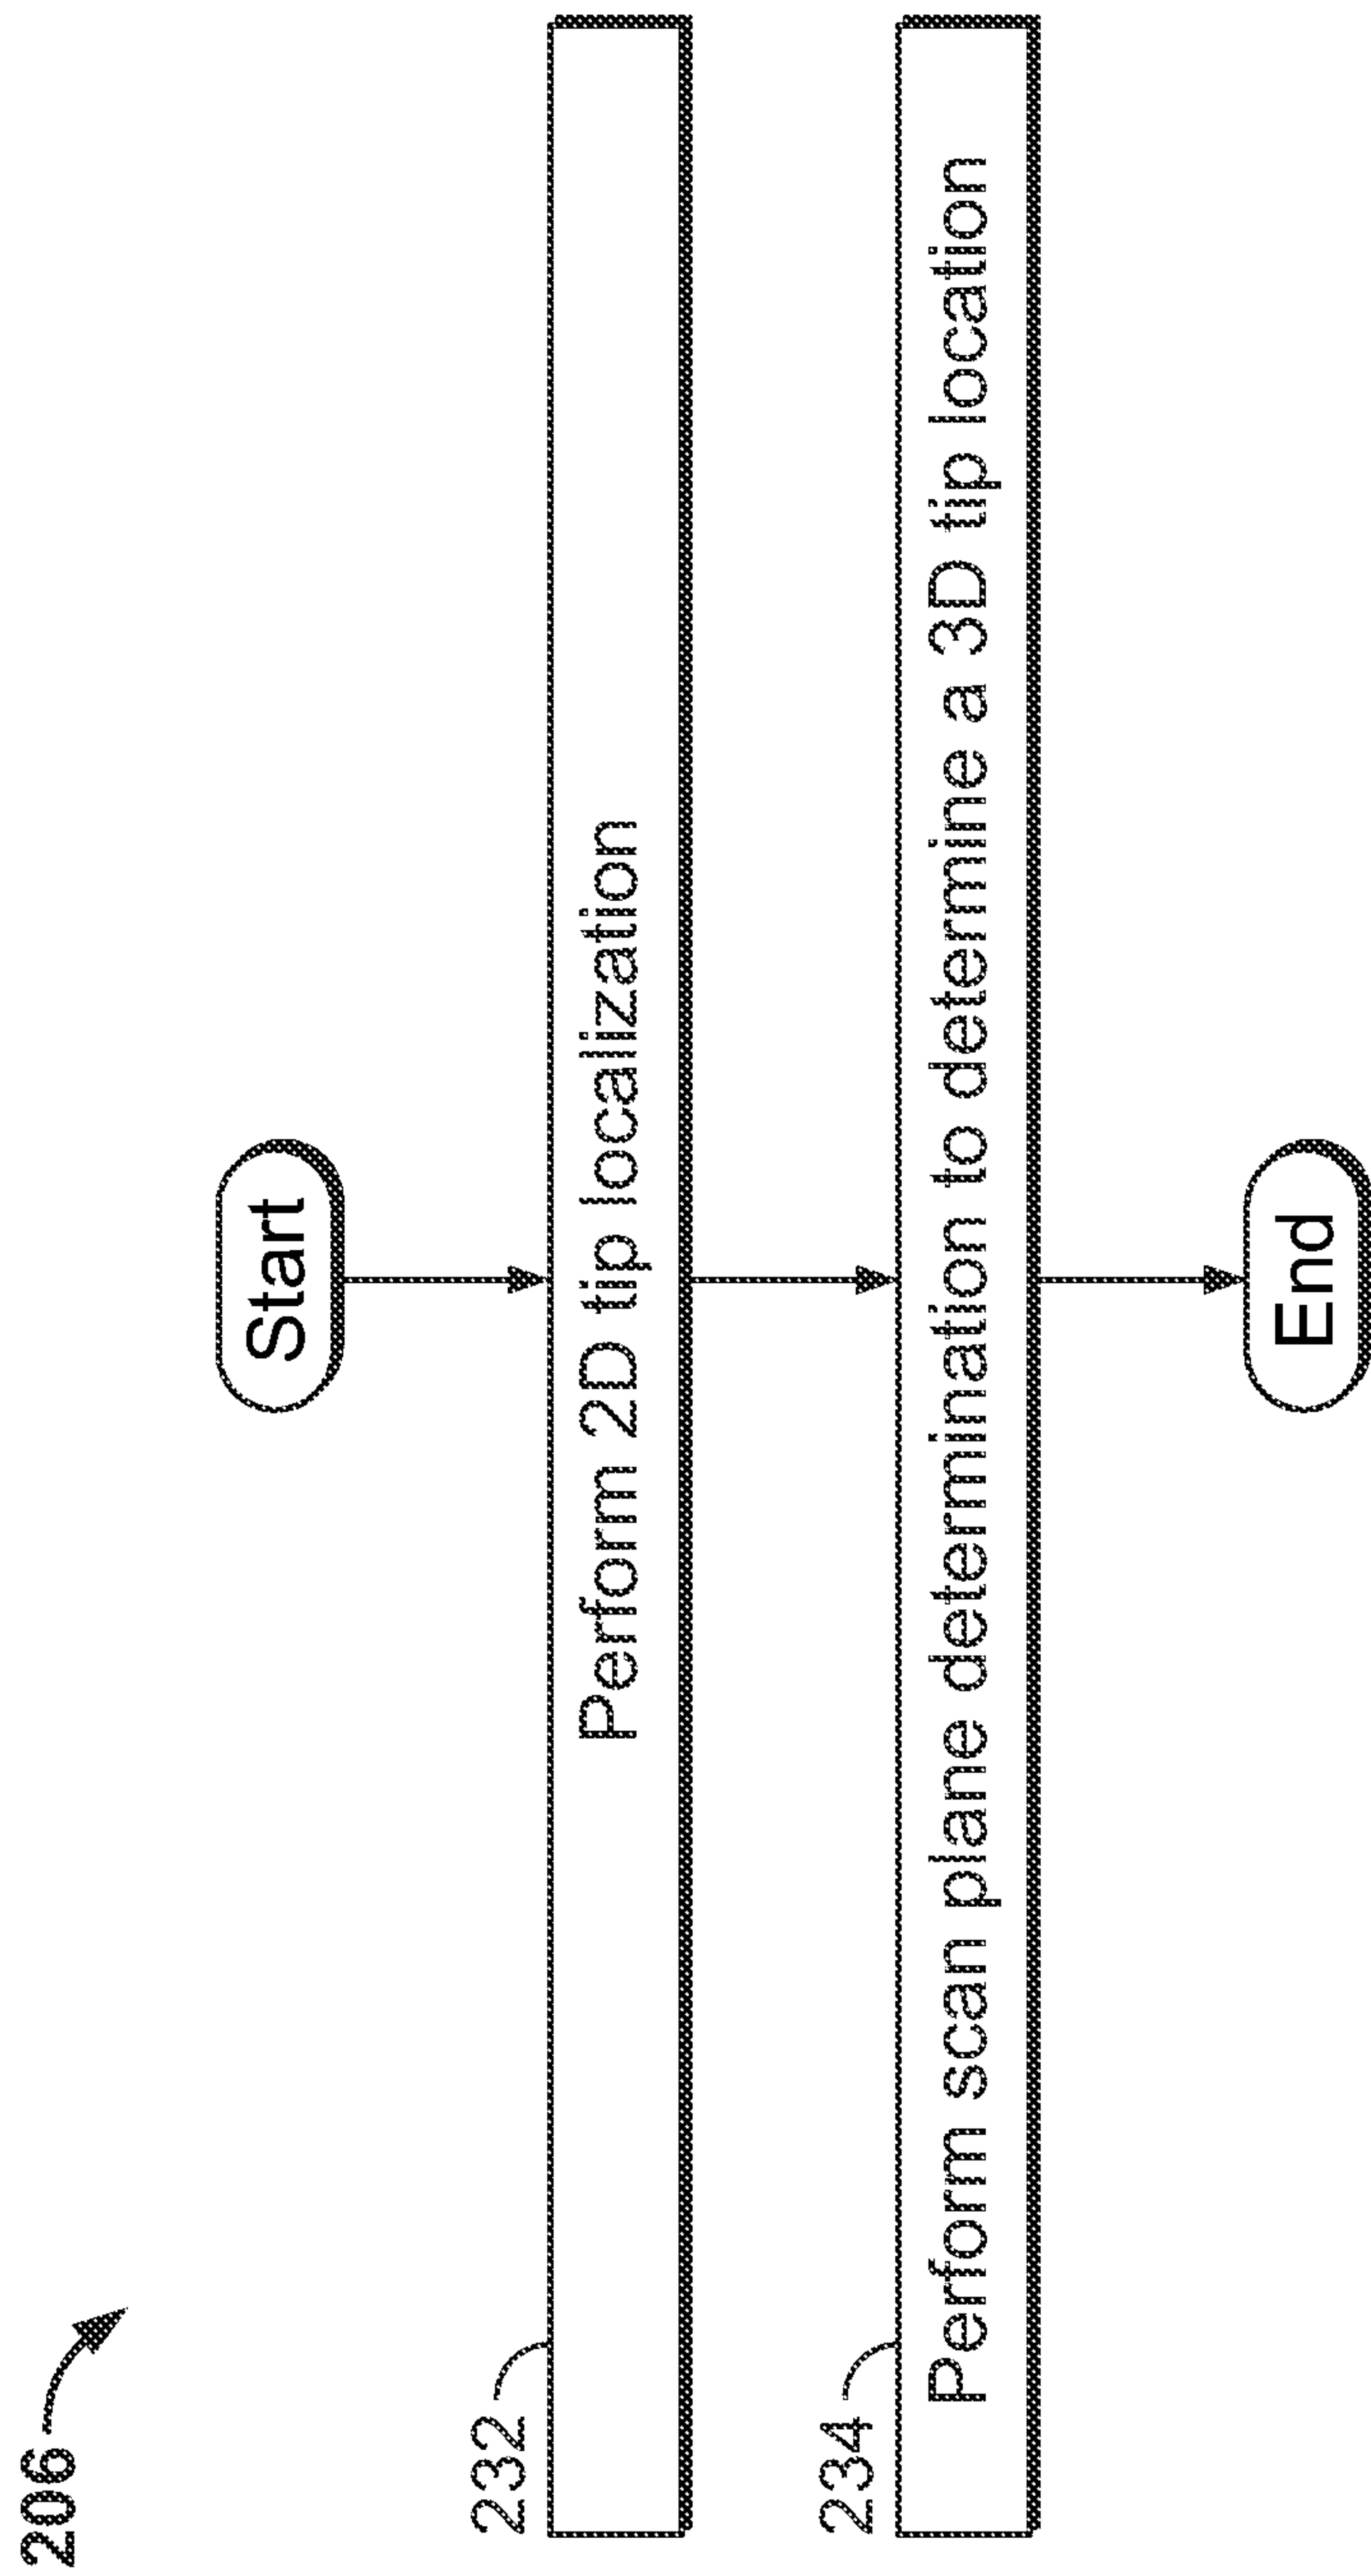 206
Start
232
Perform 2D tip localization
234
Perform scan plane determination to determine a 3D tip location
End